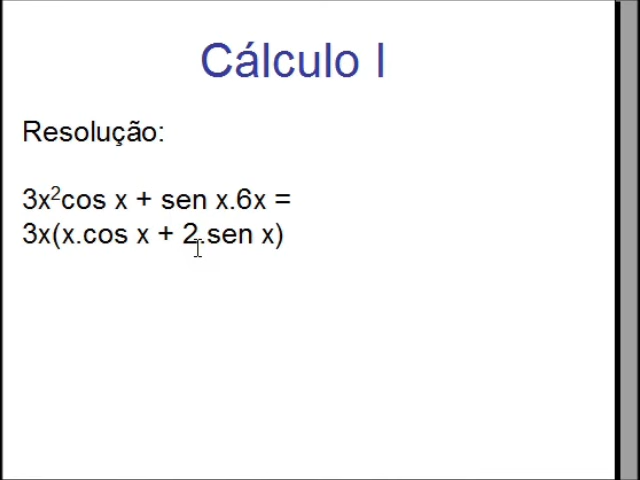 Cálculo I
Resolução:
3x²cos x + sen x.6x =
3x(x.cos x + 2.sen x)